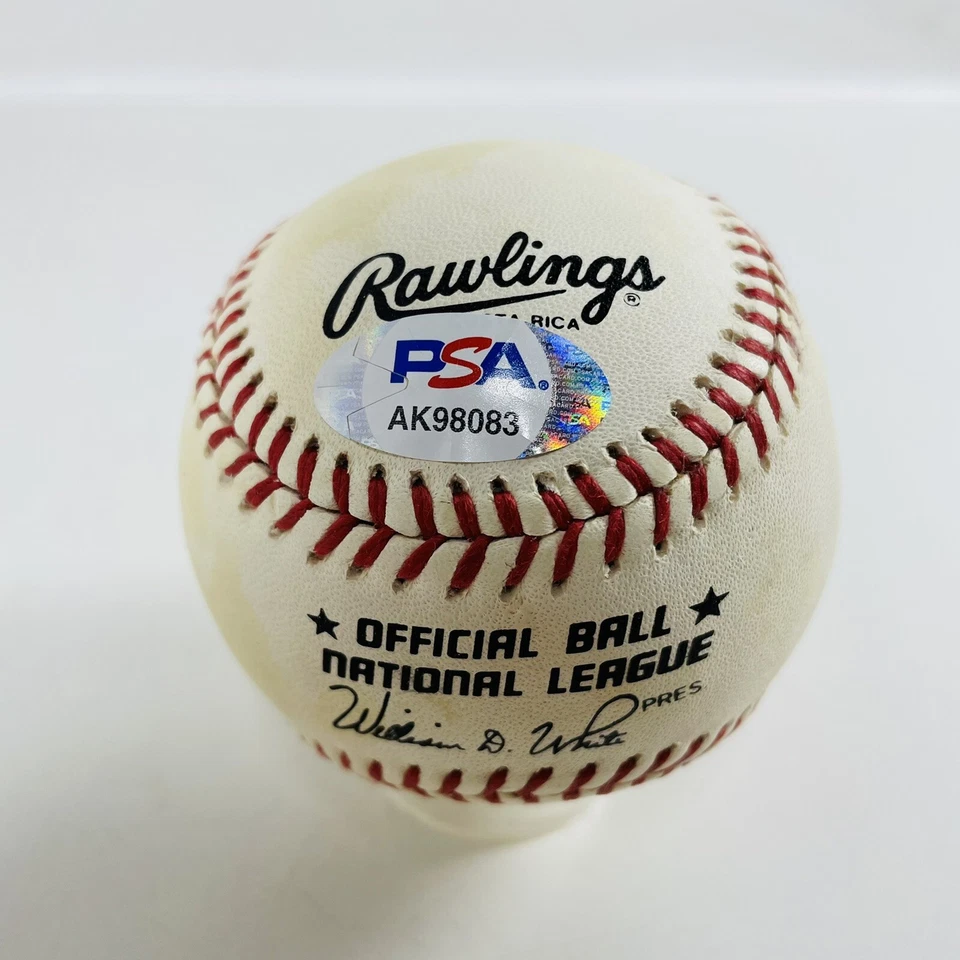 Rawlings®
STA RICA
PSA®
AK98083
★ OFFICIAL BALL ★
NATIONAL LEAGUE
William D. White PRES